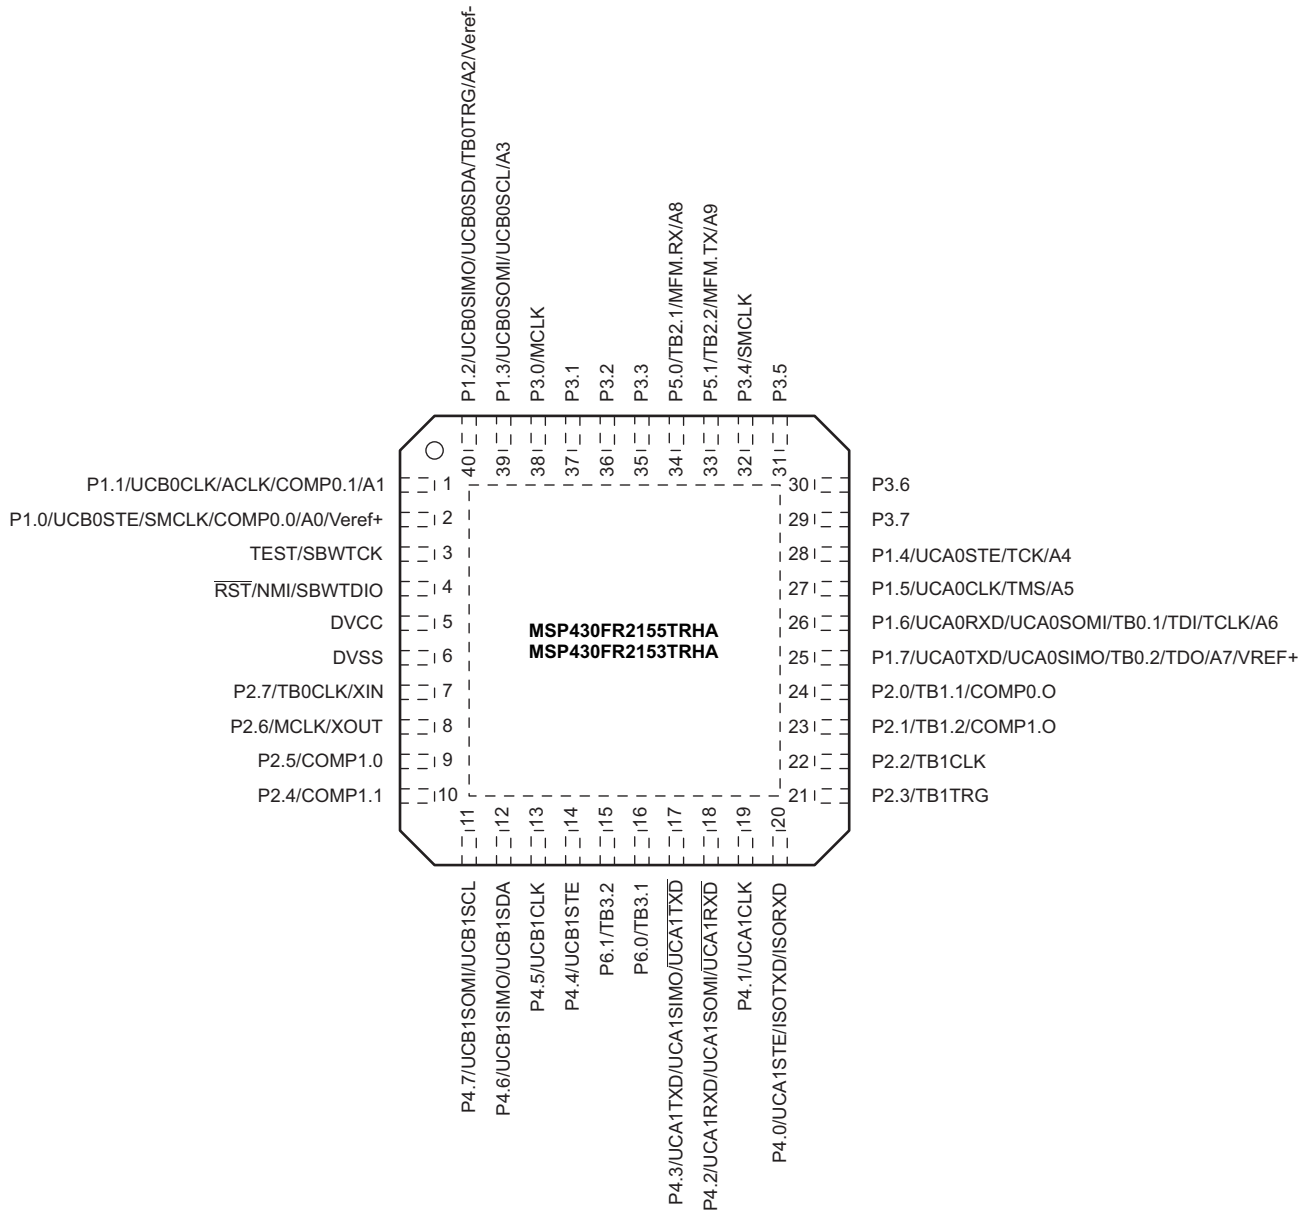 P1.2/UCB0SIMO/UCB0SDA/TB0TRG/A2/Veref-
P1.3/UCB0SOMI/UCB0SCL/A3
P3.0/MCLK
P3.1
P3.2
P3.3
P5.0/TB2.1/MFM.RX/A8
P5.1/TB2.2/MFM.TX/A9
P3.4/SMCLK
P3.5
40
39
38
37
36
35
34
33
32
31
P1.1/UCB0CLK/ACLK/COMP0.1/A1 1
P1.0/UCB0STE/SMCLK/COMP0.0/A0/Veref+ 2
TEST/SBWTCK 3
R̅S̅T̅/NMI/SBWTDIO 4
DVCC 5
DVSS 6
P2.7/TB0CLK/XIN 7
P2.6/MCLK/XOUT 8
P2.5/COMP1.0 9
P2.4/COMP1.1 10
MSP430FR2155TRHA
MSP430FR2153TRHA
30 P3.6
29 P3.7
28 P1.4/UCA0STE/TCK/A4
27 P1.5/UCA0CLK/TMS/A5
26 P1.6/UCA0RXD/UCA0SOMI/TB0.1/TDI/TCLK/A6
25 P1.7/UCA0TXD/UCA0SIMO/TB0.2/TDO/A7/VREF+
24 P2.0/TB1.1/COMP0.O
23 P2.1/TB1.2/COMP1.O
22 P2.2/TB1CLK
21 P2.3/TB1TRG
11
12
13
14
15
16
17
18
19
20
P4.7/UCB1SOMI/UCB1SCL
P4.6/UCB1SIMO/UCB1SDA
P4.5/UCB1CLK
P4.4/UCB1STE
P6.1/TB3.2
P6.0/TB3.1
P4.3/UCA1TXD/UCA1SIMO/U̅C̅A̅1̅T̅X̅D̅
P4.2/UCA1RXD/UCA1SOMI/U̅C̅A̅1̅R̅X̅D̅
P4.1/UCA1CLK
P4.0/UCA1STE/ISOTXD/ISORXD